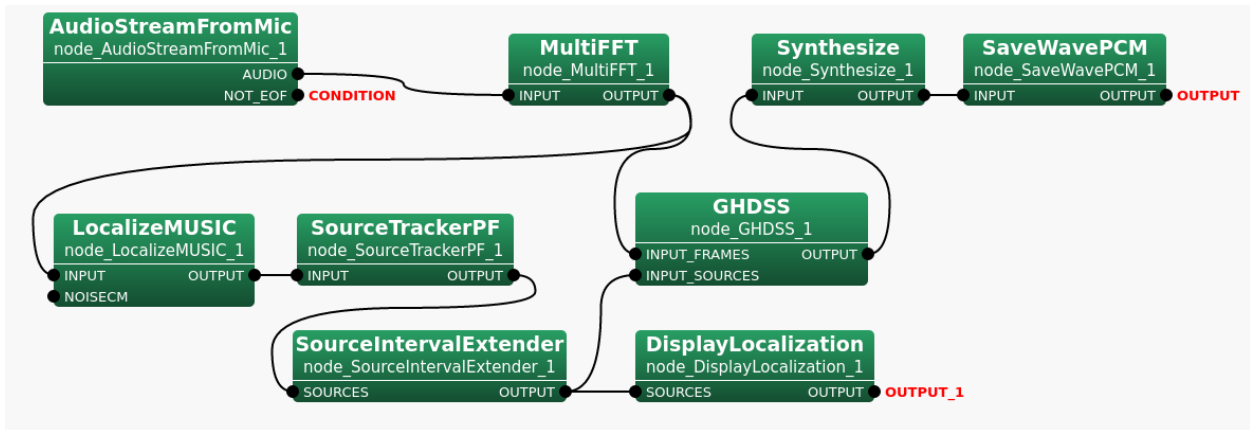 AudioStreamFromMic
node_AudioStreamFromMic_1
AUDIO
NOT_EOF CONDITION
MultiFFT
node_MultiFFT_1
INPUT OUTPUT
Synthesize
node_Synthesize_1
INPUT OUTPUT
SaveWavePCM
node_SaveWavePCM_1
INPUT OUTPUT OUTPUT
LocalizeMUSIC
node_LocalizeMUSIC_1
INPUT OUTPUT
NOISECM
SourceTrackerPF
node_SourceTrackerPF_1
INPUT OUTPUT
GHDSS
node_GHDSS_1
INPUT_FRAMES OUTPUT
INPUT_SOURCES
SourceIntervalExtender
node_SourceIntervalExtender_1
SOURCES OUTPUT
DisplayLocalization
node_DisplayLocalization_1
SOURCES OUTPUT OUTPUT_1